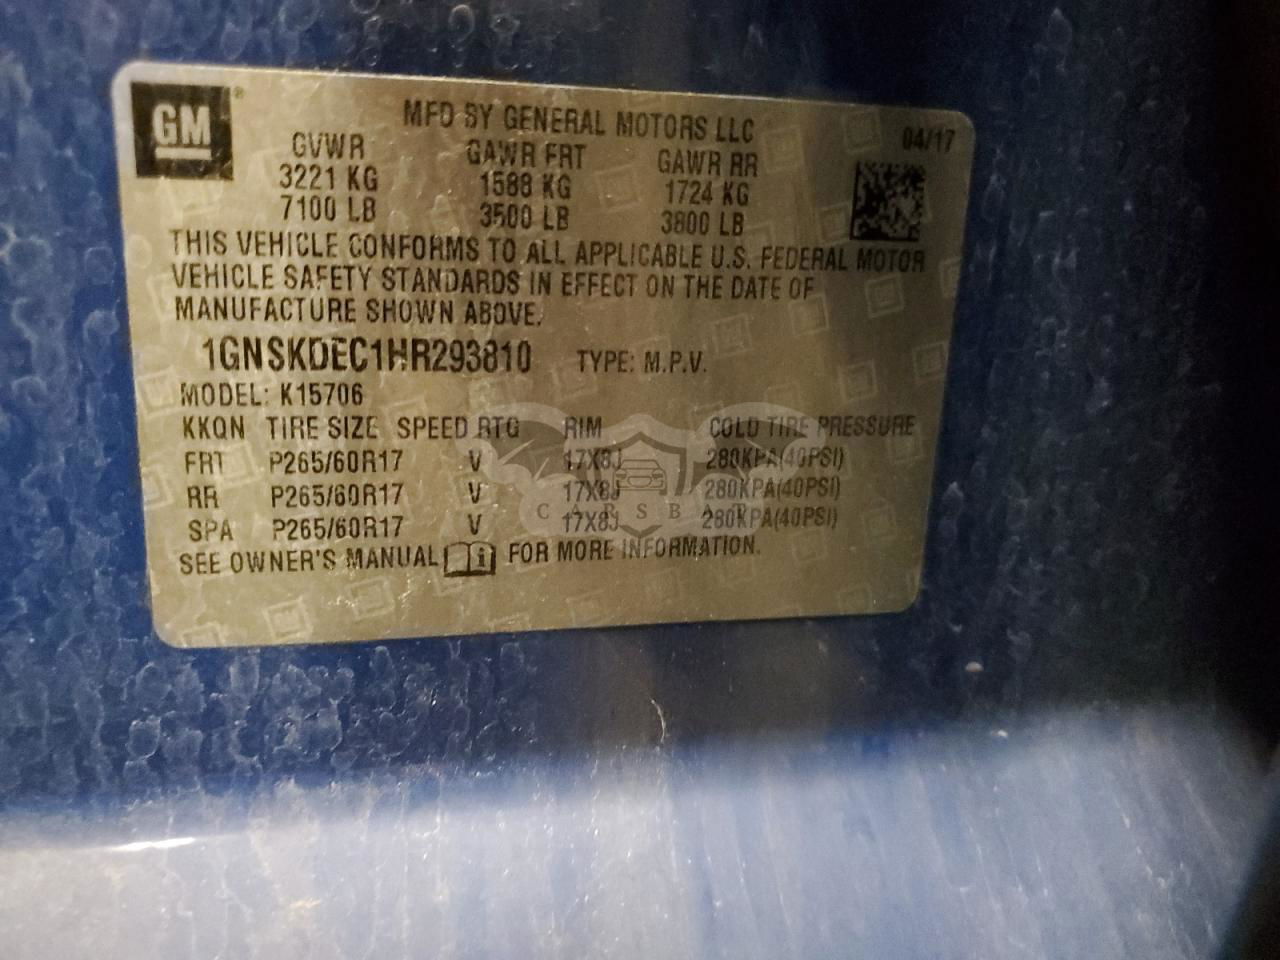 GM
MFD BY GENERAL MOTORS LLC
04/17
GVWR GAWR FRT GAWR RR
3221 KG 1588 KG 1724 KG
7100 LB 3500 LB 3800 LB
THIS VEHICLE CONFORMS TO ALL APPLICABLE U.S. FEDERAL MOTOR
VEHICLE SAFETY STANDARDS IN EFFECT ON THE DATE OF
MANUFACTURE SHOWN ABOVE.
1GNSKDEC1HR293810 TYPE: M.P.V.
MODEL: K15706
KKQN TIRE SIZE SPEED RTG RIM COLD TIRE PRESSURE
FRT P265/60R17 V 17X8J 280KPA(40PSI)
RR P265/60R17 V 17X8J 280KPA(40PSI)
SPA P265/60R17 V 17X8J 280KPA(40PSI)
CARSBAT
SEE OWNER'S MANUAL FOR MORE INFORMATION.